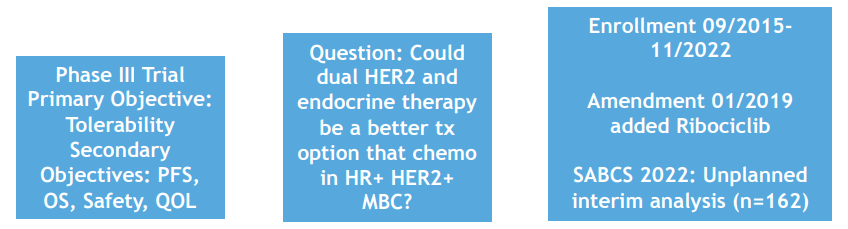 Phase III Trial
Primary Objective:
Tolerability
Secondary
Objectives: PFS,
OS, Safety, QOL
Question: Could
dual HER2 and
endocrine therapy
be a better tx
option that chemo
in HR+ HER2+
MBC?
Enrollment 09/2015-
11/2022
Amendment 01/2019
added Ribociclib
SABCS 2022: Unplanned
interim analysis (n=162)